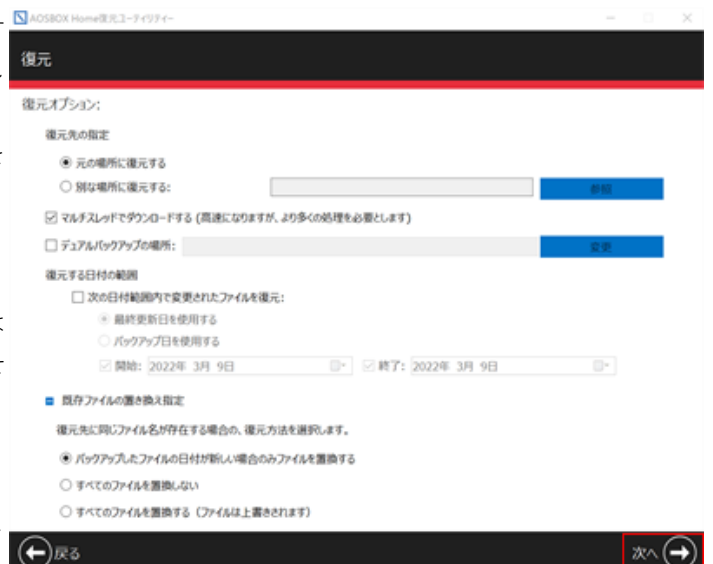 AOSBOX Home復元ユーティリティー
復元
復元オプション:
復元先の指定
元の場所に復元する
別な場所に復元する:
参照
マルチスレッドでダウンロードする (高速になりますが、より多くの処理を必要とします)
デュアルバックアップの場所:
変更
復元する日付の範囲
次の日付範囲内で変更されたファイルを復元:
最終更新日を使用する
バックアップ日を使用する
開始: 2022年 3月 9日 終了: 2022年 3月 9日
既存ファイルの置き換え指定
復元先に同じファイル名が存在する場合の、復元方法を選択します。
バックアップしたファイルの日付が新しい場合のみファイルを置換する
すべてのファイルを置換しない
すべてのファイルを置換する (ファイルは上書きされます)
戻る 次へ